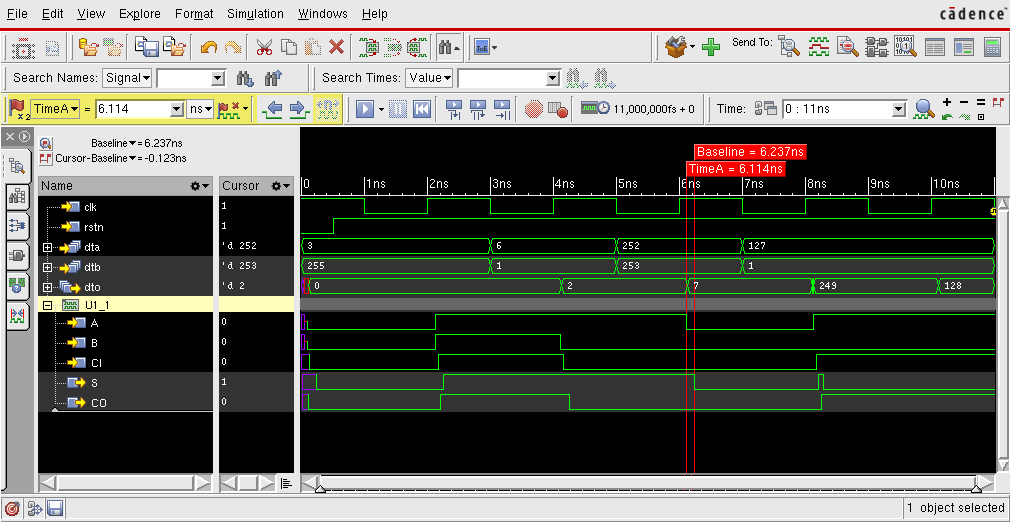 File Edit View Explore Format Simulation Windows Help cādence
Send To:
Search Names: Signal Search Times: Value
x2 TimeA = 6.114 ns 11,000,000fs + 0 Time: 0 : 11ns
Baseline = 6.237ns
Cursor-Baseline = -0.123ns
Baseline = 6.237ns
TimeA = 6.114ns
Name Cursor 0 1ns 2ns 3ns 4ns 5ns 6ns 7ns 8ns 9ns 10ns
clk 1
rstn 1
dta 'd 252 3 6 252 127
dtb 'd 253 255 1 253 1
dto 'd 2 0 2 7 249 128
U1_1
A 0
B 0
CI 0
S 1
CO 0
1 object selected